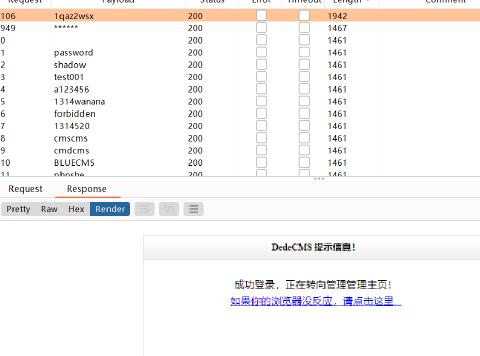 Request Payload Status Error Timeout Length Comment
106 1qaz2wsx 200 1942
949 ****** 200 1467
0 200 1461
1 password 200 1461
2 shadow 200 1461
3 test001 200 1461
4 a123456 200 1461
5 1314wanana 200 1461
6 forbidden 200 1461
7 1314520 200 1461
8 cmscms 200 1461
9 cmdcms 200 1461
10 BLUECMS 200 1461
11 phpshe 200 1461
Request Response
Pretty Raw Hex Render
\n
DedeCMS 提示信息！
成功登录，正在转向管理管理主页！
如果你的浏览器没反应，请点击这里...